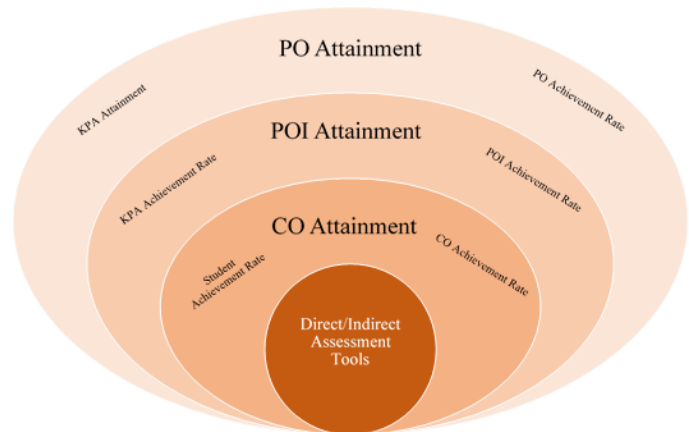 PO Attainment
KPA Attainment
PO Achievement Rate
POI Attainment
KPA Achievement Rate
POI Achievement Rate
CO Attainment
Student
Achievement Rate
CO Achievement Rate
Direct/Indirect
Assessment
Tools